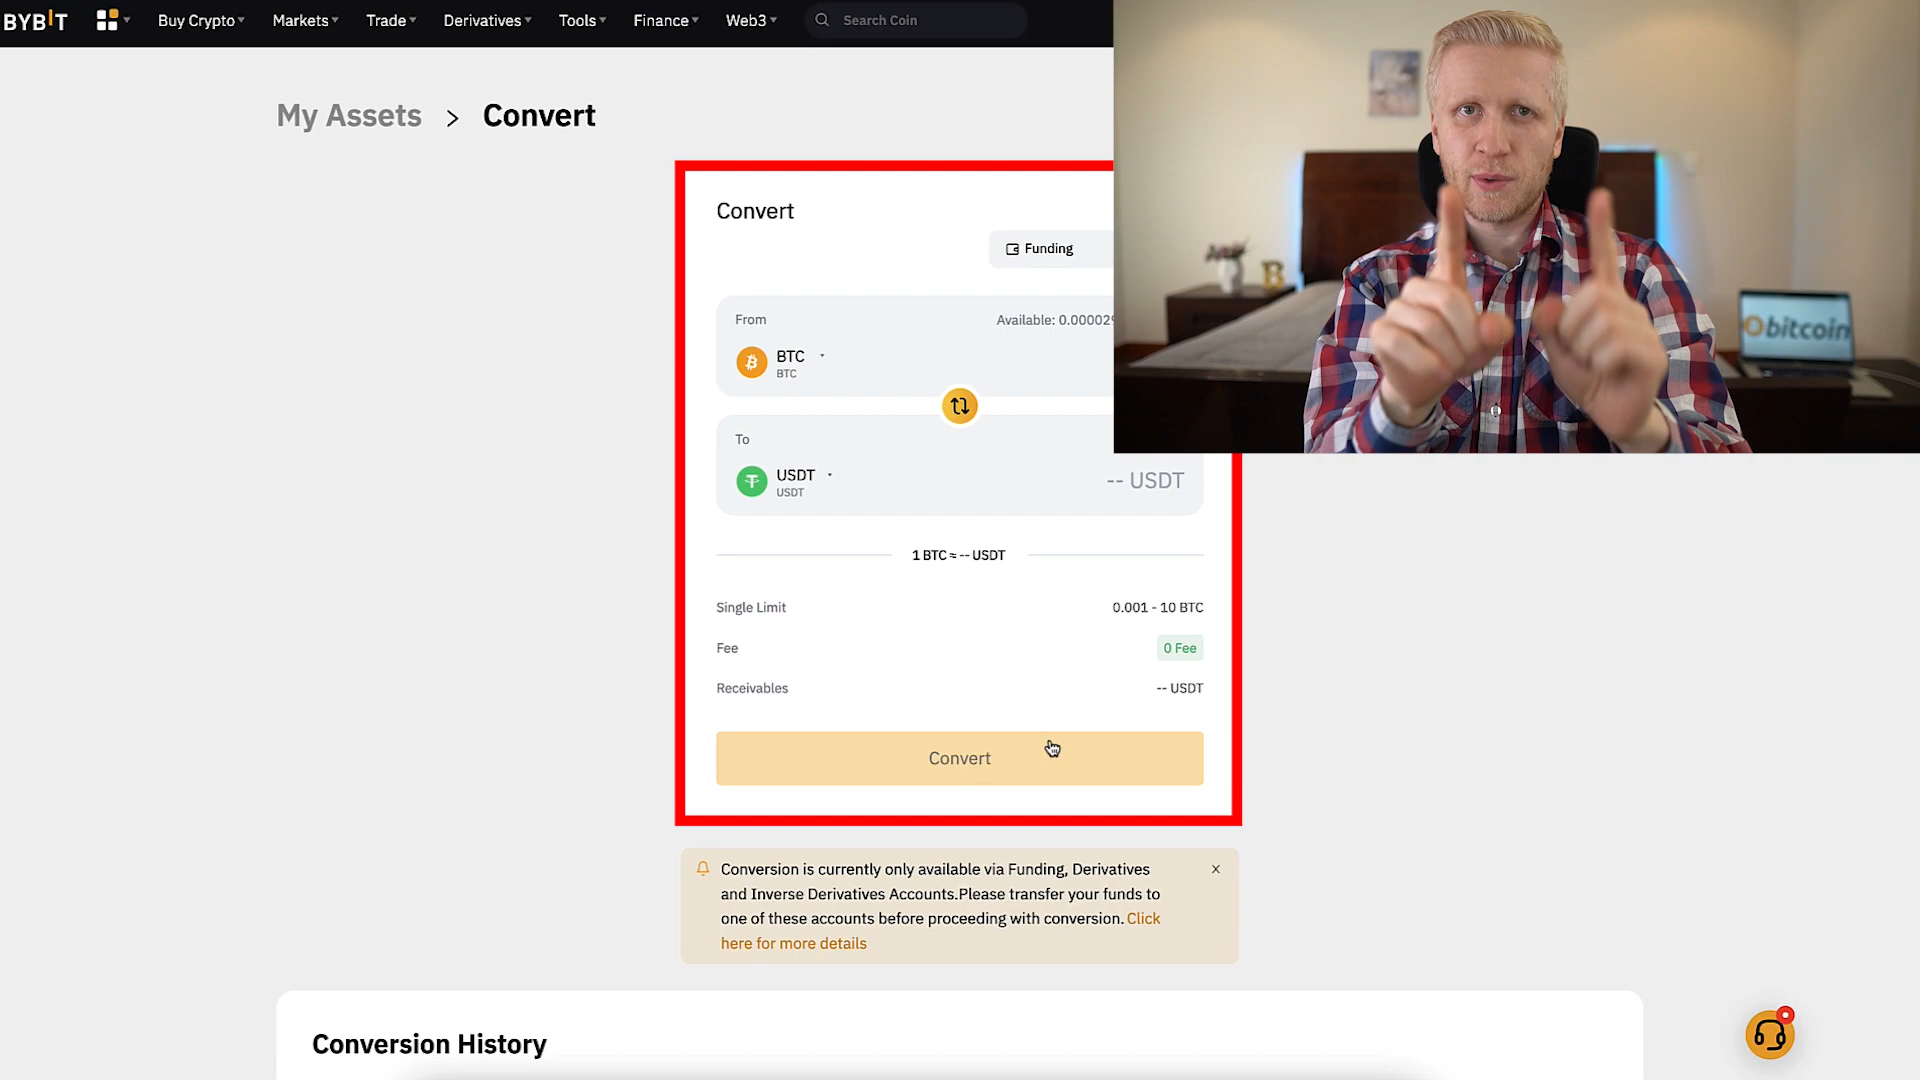 BYBIT
Buy Crypto
Markets
Trade
Derivatives
Tools
Finance
Web3
Search Coin
My Assets > Convert
Convert
Funding
From
Available: 0.000029
BTC
BTC
To
USDT
USDT
-- USDT
1 BTC ≈ -- USDT
Single Limit
0.001 - 10 BTC
Fee
0 Fee
Receivables
-- USDT
Convert
Conversion is currently only available via Funding, Derivatives
and Inverse Derivatives Accounts.Please transfer your funds to
one of these accounts before proceeding with conversion. Click
here for more details
Conversion History
bitcoin